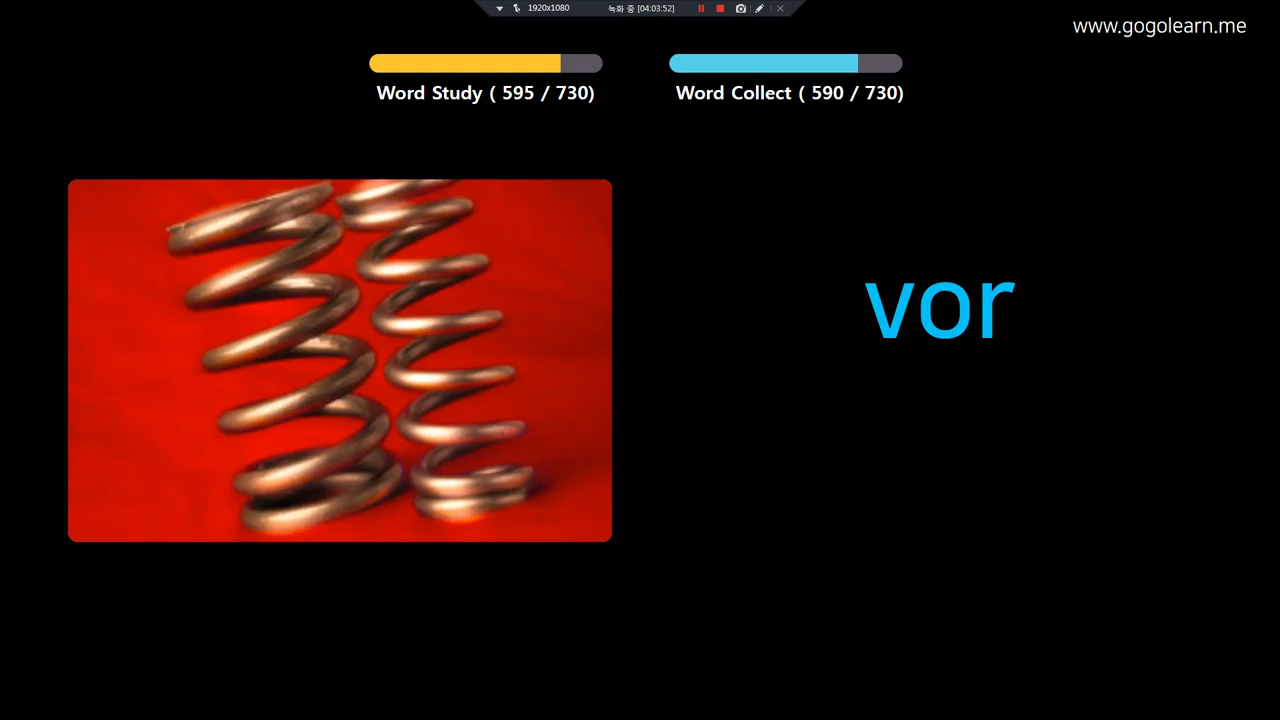 1920x1080
녹화 중 [04:03:52]
www.gogolearn.me
Word Study ( 595 / 730)
Word Collect ( 590 / 730)
vor